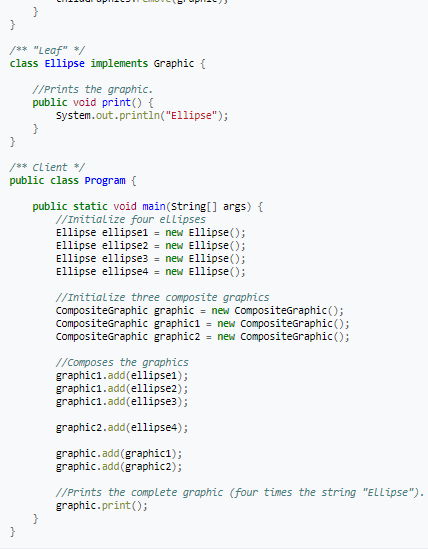 }
}

/** "Leaf" */
class Ellipse implements Graphic {

    //Prints the graphic.
    public void print() {
        System.out.println("Ellipse");
    }
}

/** Client */
public class Program {

    public static void main(String[] args) {
        //Initialize four ellipses
        Ellipse ellipse1 = new Ellipse();
        Ellipse ellipse2 = new Ellipse();
        Ellipse ellipse3 = new Ellipse();
        Ellipse ellipse4 = new Ellipse();

        //Initialize three composite graphics
        CompositeGraphic graphic = new CompositeGraphic();
        CompositeGraphic graphic1 = new CompositeGraphic();
        CompositeGraphic graphic2 = new CompositeGraphic();

        //Composes the graphics
        graphic1.add(ellipse1);
        graphic1.add(ellipse2);
        graphic1.add(ellipse3);

        graphic2.add(ellipse4);

        graphic.add(graphic1);
        graphic.add(graphic2);

        //Prints the complete graphic (four times the string "Ellipse").
        graphic.print();
    }
}